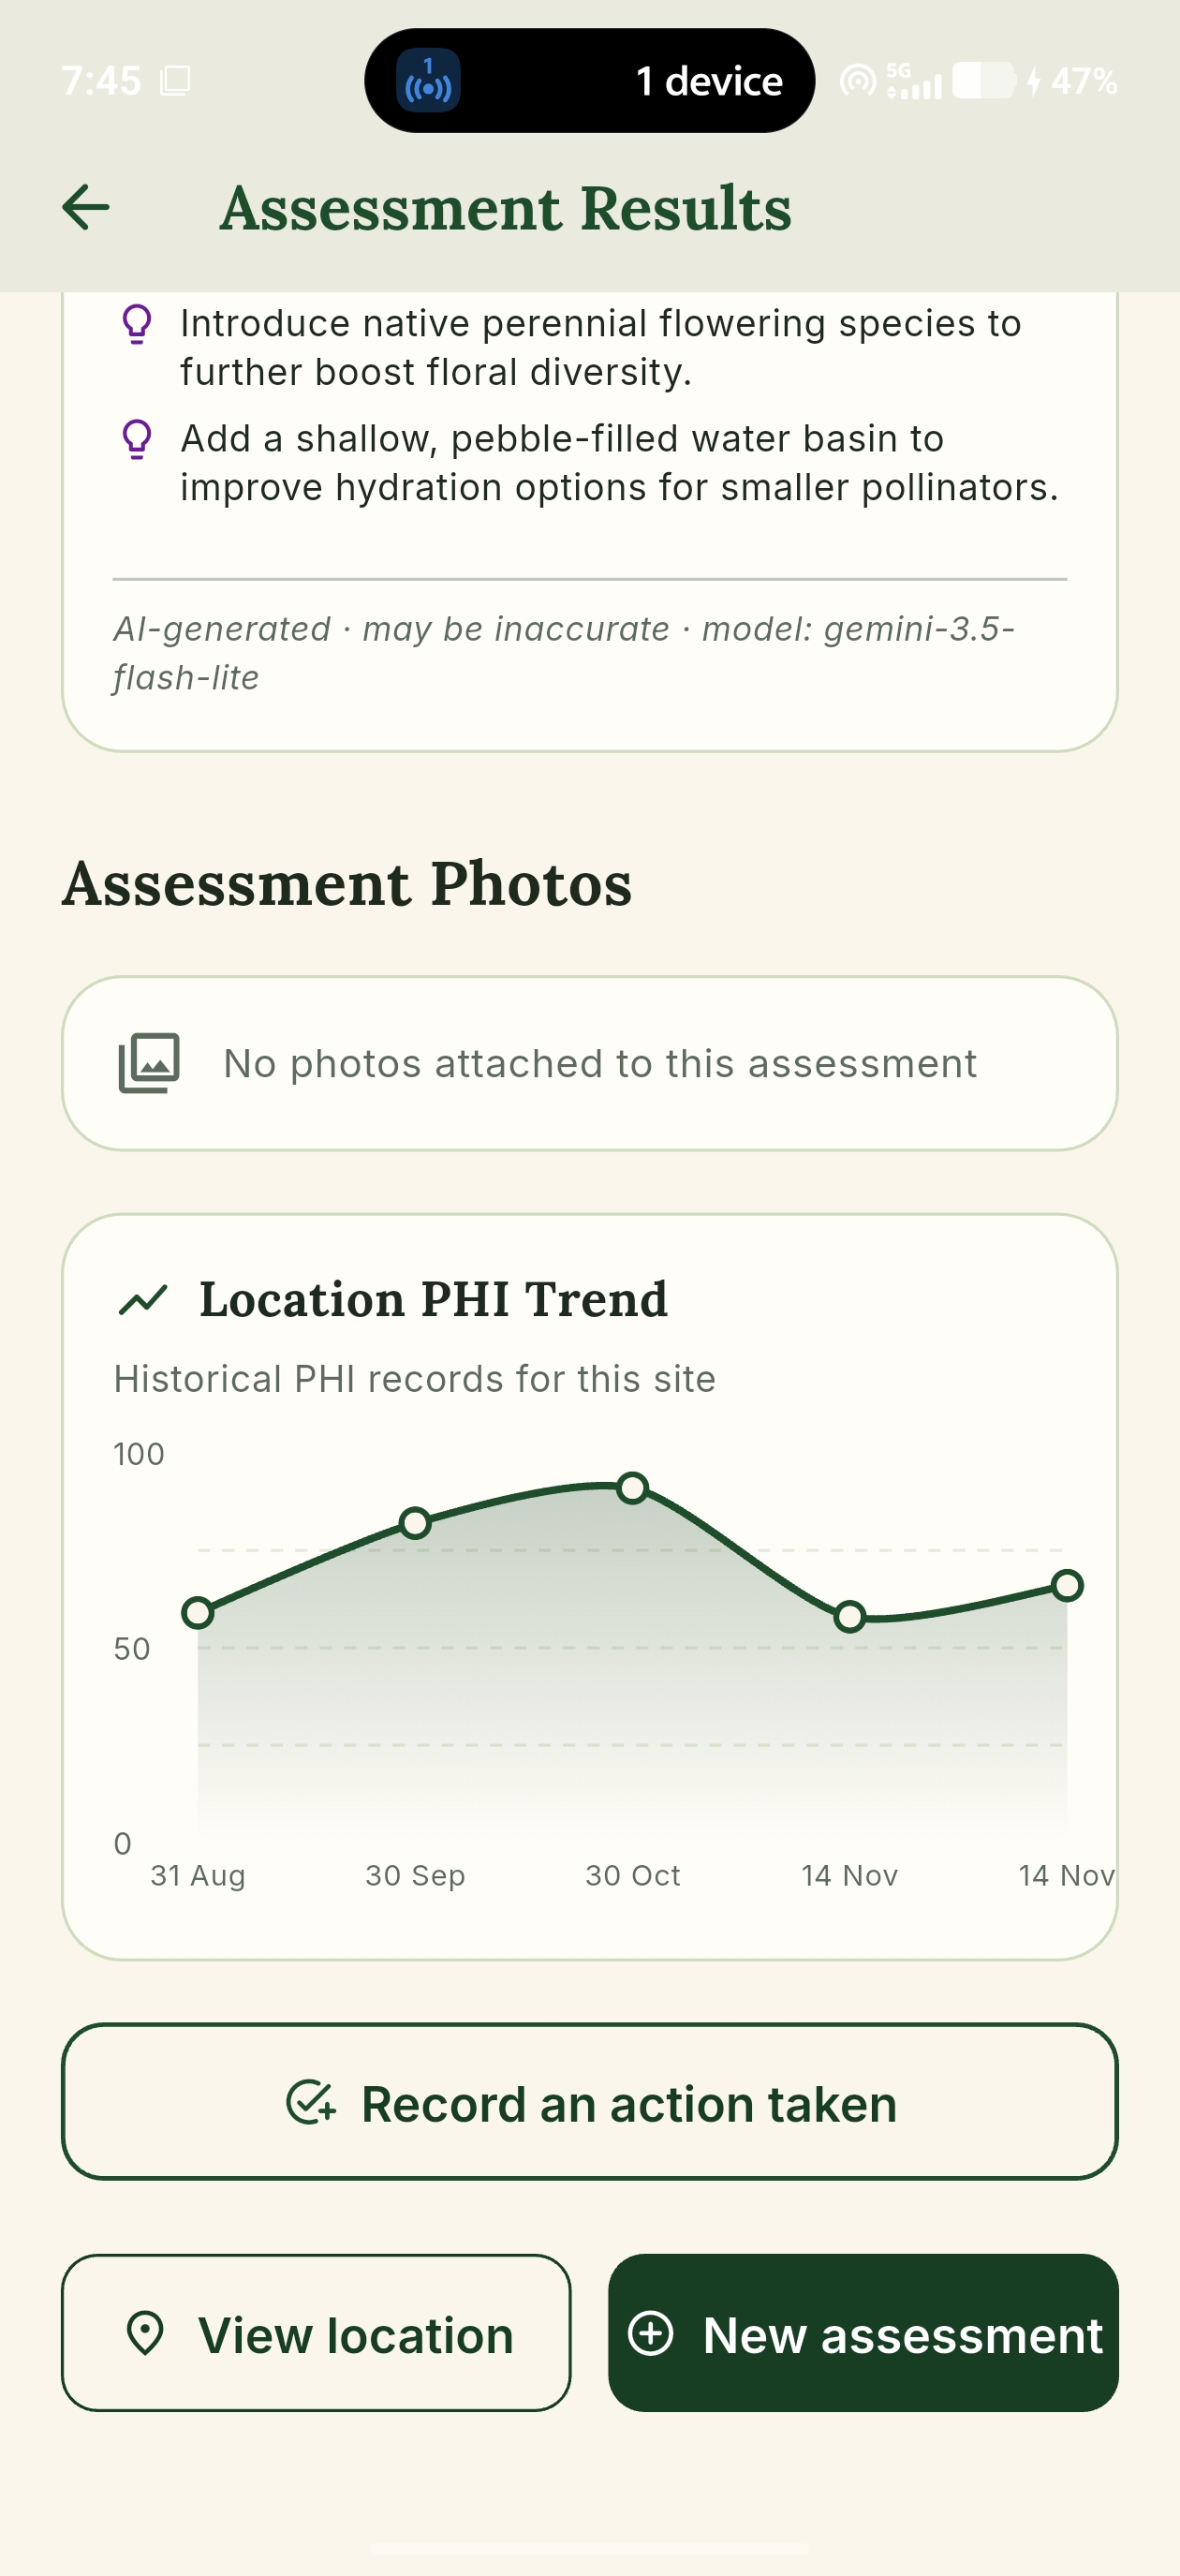 7:45
1
1 device
5G
47%
Assessment Results
Introduce native perennial flowering species to
further boost floral diversity.
Add a shallow, pebble-filled water basin to
improve hydration options for smaller pollinators.
AI-generated · may be inaccurate · model: gemini-3.5-
flash-lite
Assessment Photos
No photos attached to this assessment
Location PHI Trend
Historical PHI records for this site
100
50
0
31 Aug 30 Sep 30 Oct 14 Nov 14 Nov
Record an action taken
View location
New assessment